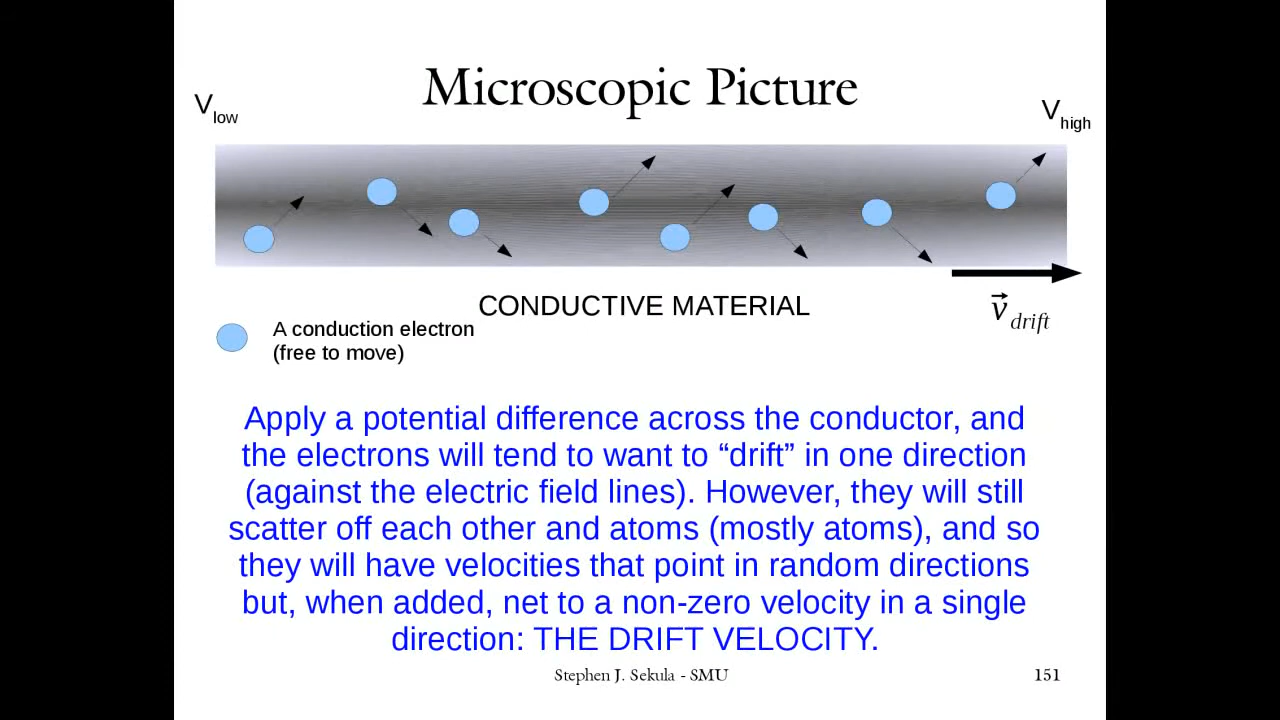 Microscopic Picture
V low
V high
CONDUCTIVE MATERIAL
v drift
A conduction electron
(free to move)
Apply a potential difference across the conductor, and
the electrons will tend to want to “drift” in one direction
(against the electric field lines). However, they will still
scatter off each other and atoms (mostly atoms), and so
they will have velocities that point in random directions
but, when added, net to a non-zero velocity in a single
direction: THE DRIFT VELOCITY.
Stephen J. Sekula - SMU
151